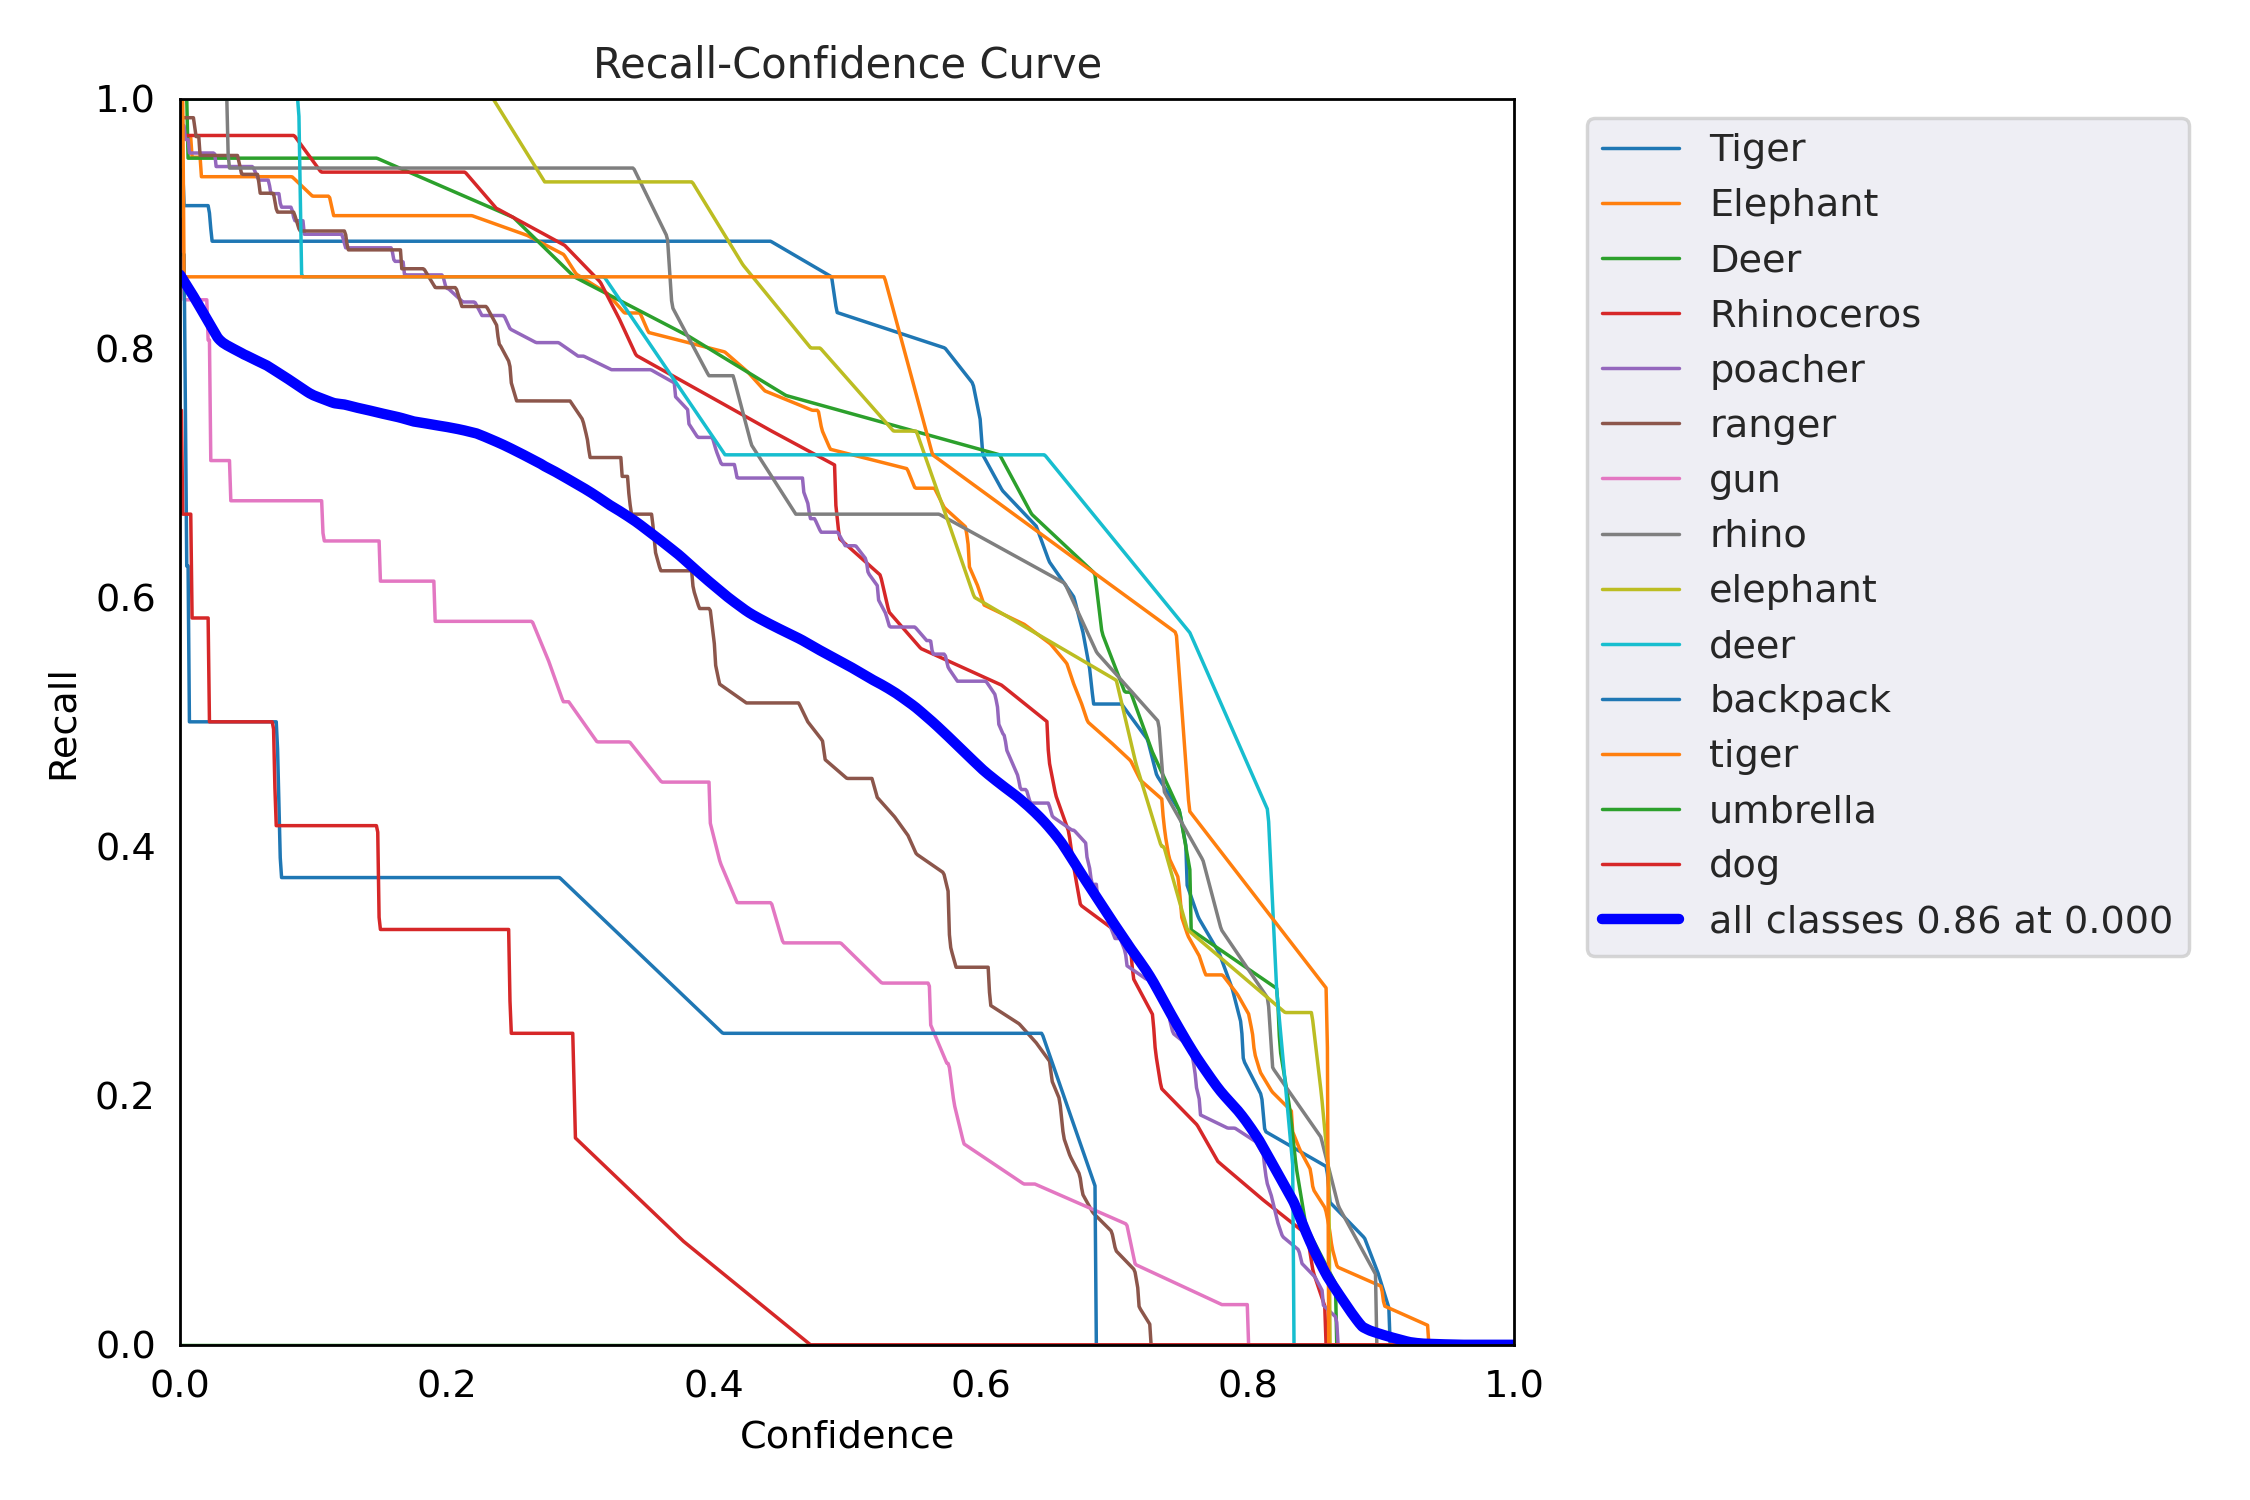 Recall-Confidence Curve
1.0
0.8
0.6
0.4
0.2
0.0
Recall
0.0 0.2 0.4 0.6 0.8 1.0
Confidence
Tiger
Elephant
Deer
Rhinoceros
poacher
ranger
gun
rhino
elephant
deer
backpack
tiger
umbrella
dog
all classes 0.86 at 0.000